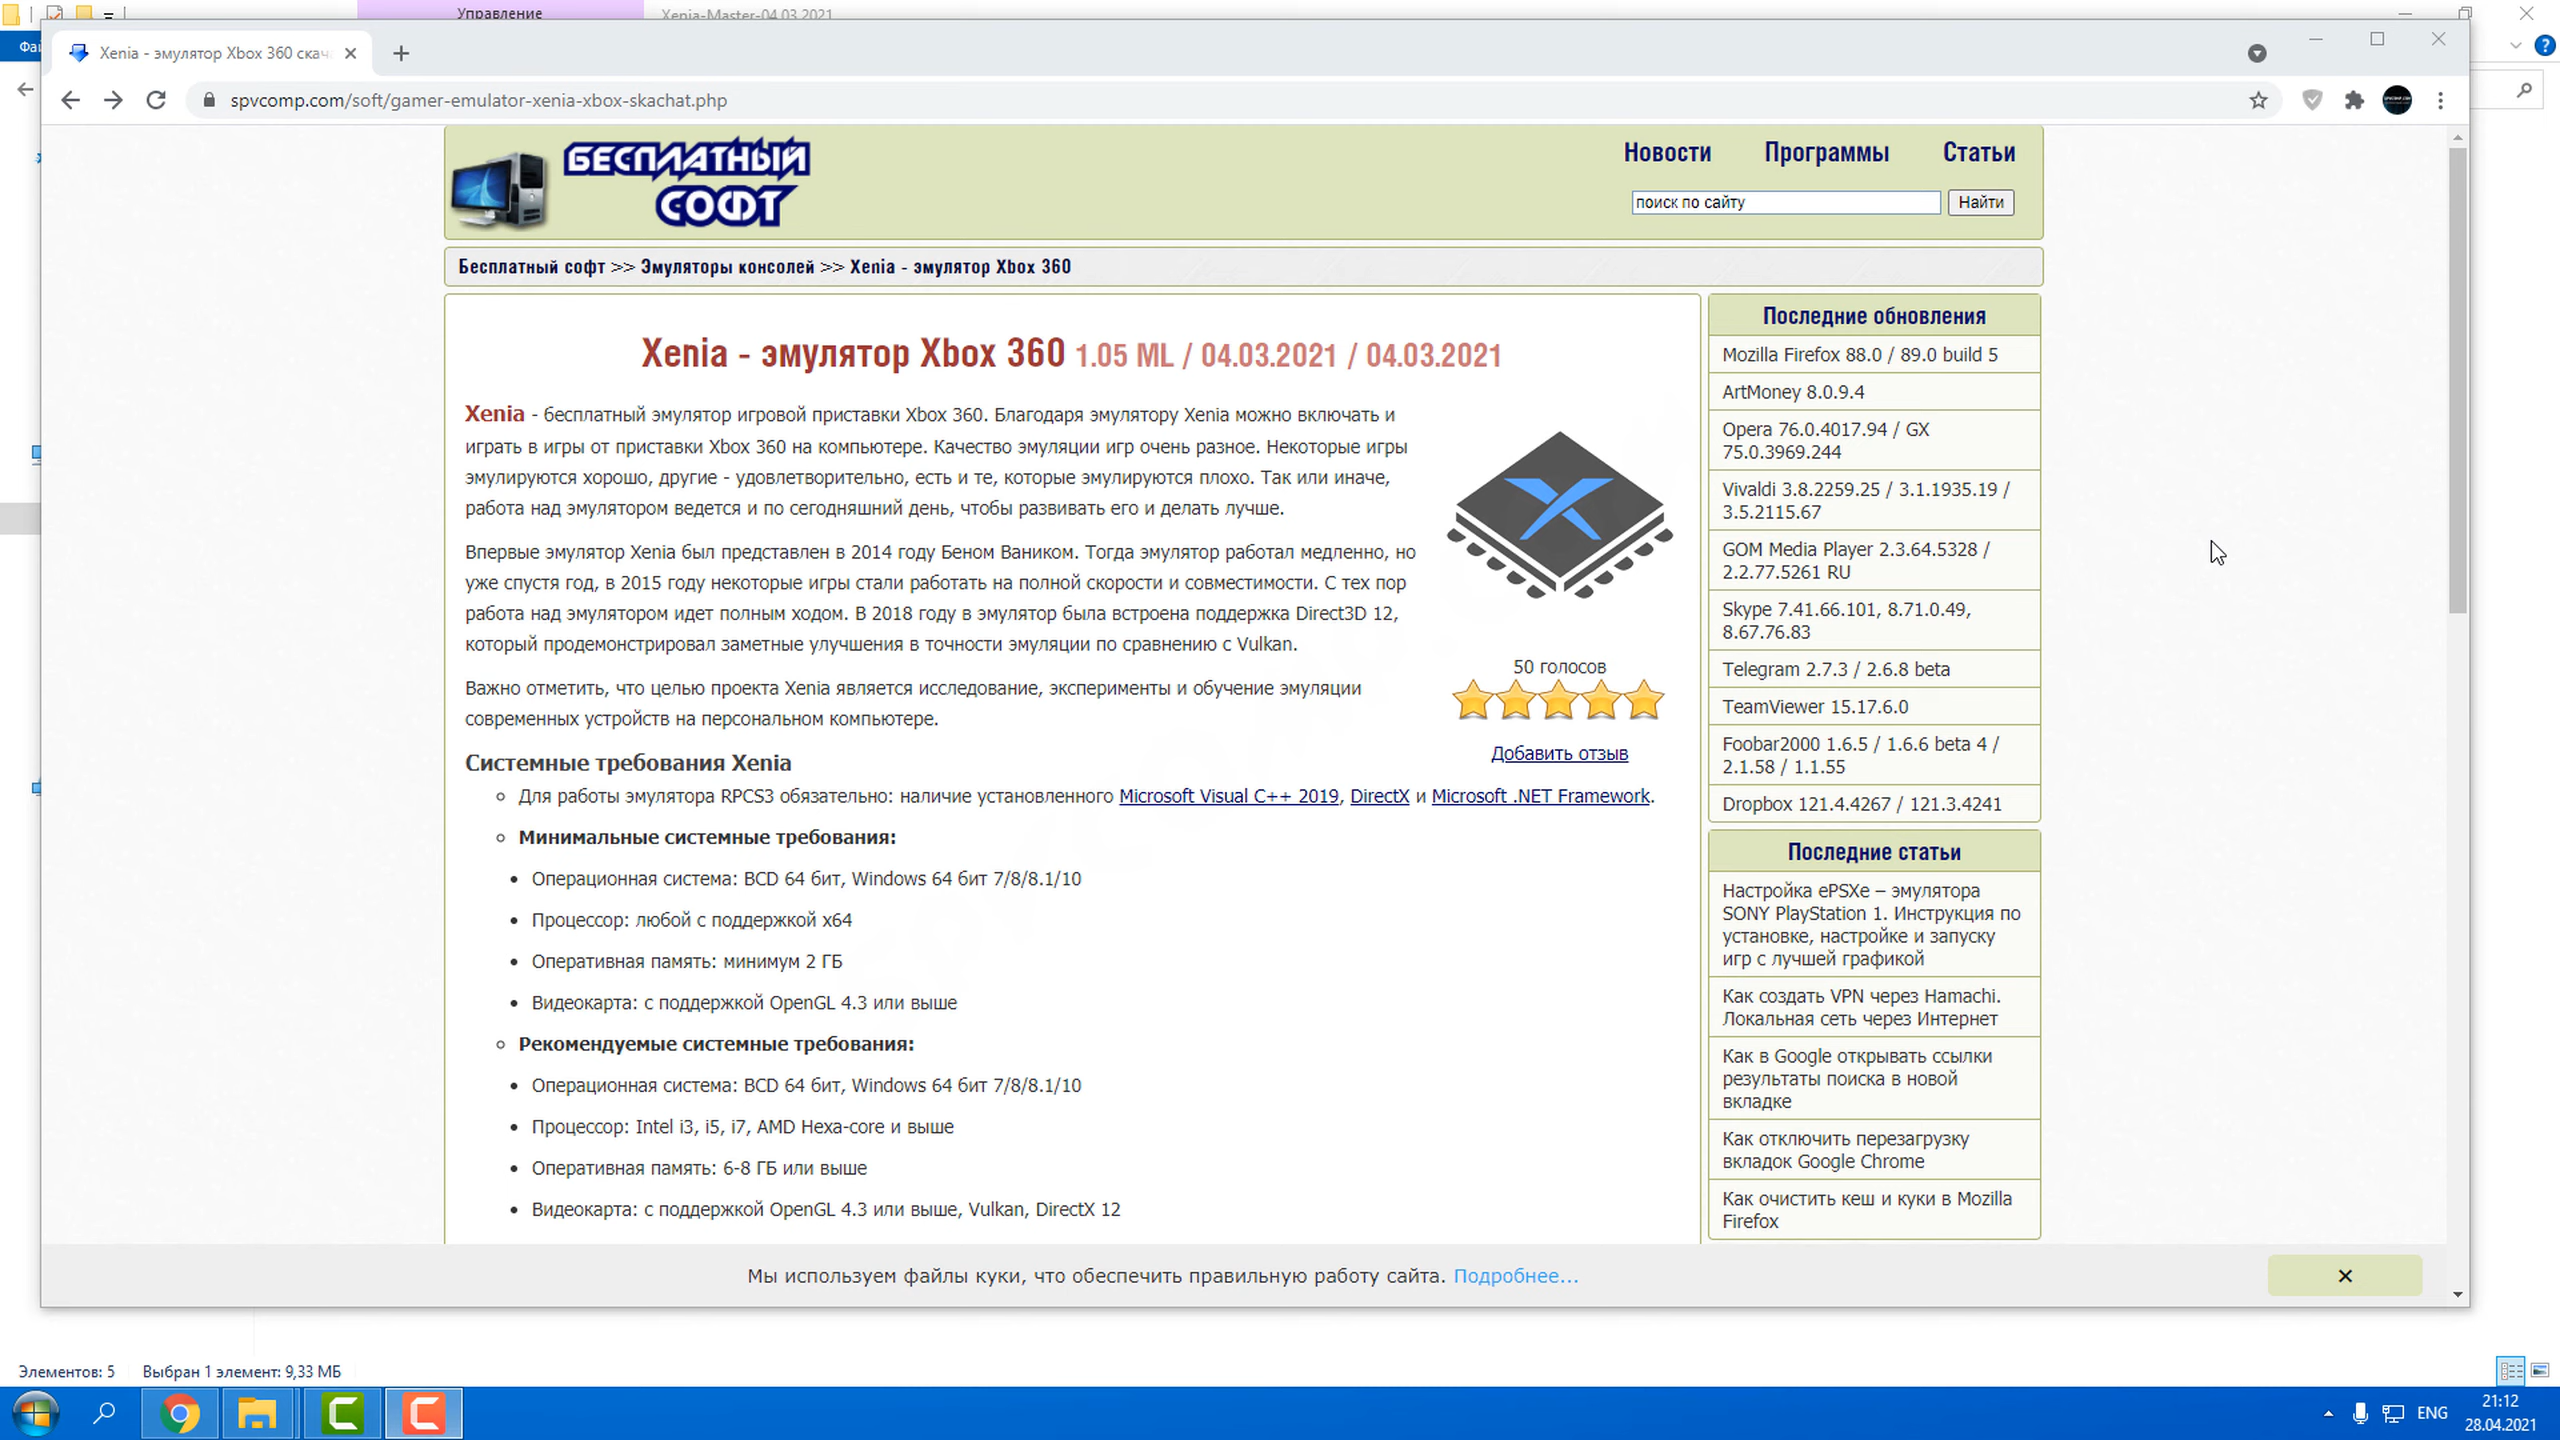 Управление
Xenia-Master-04.03.2021
Xenia - эмулятор Xbox 360 скач
spvcomp.com/soft/gamer-emulator-xenia-xbox-skachat.php
БЕСПЛАТНЫЙ
СОФТ
Новости Программы Статьи
поиск по сайту Найти
Бесплатный софт >> Эмуляторы консолей >> Xenia - эмулятор Xbox 360
Xenia - эмулятор Xbox 360 1.05 ML / 04.03.2021 / 04.03.2021
Xenia - бесплатный эмулятор игровой приставки Xbox 360. Благодаря эмулятору Xenia можно включать и
играть в игры от приставки Xbox 360 на компьютере. Качество эмуляции игр очень разное. Некоторые игры
эмулируются хорошо, другие - удовлетворительно, есть и те, которые эмулируются плохо. Так или иначе,
работа над эмулятором ведется и по сегодняшний день, чтобы развивать его и делать лучше.
Впервые эмулятор Xenia был представлен в 2014 году Беном Ваником. Тогда эмулятор работал медленно, но
уже спустя год, в 2015 году некоторые игры стали работать на полной скорости и совместимости. С тех пор
работа над эмулятором идет полным ходом. В 2018 году в эмулятор была встроена поддержка Direct3D 12,
который продемонстрировал заметные улучшения в точности эмуляции по сравнению с Vulkan.
Важно отметить, что целью проекта Xenia является исследование, эксперименты и обучение эмуляции
современных устройств на персональном компьютере.
50 голосов
Добавить отзыв
Системные требования Xenia
Для работы эмулятора RPCS3 обязательно: наличие установленного Microsoft Visual C++ 2019, DirectX и Microsoft .NET Framework.
Минимальные системные требования:
Операционная система: BCD 64 бит, Windows 64 бит 7/8/8.1/10
Процессор: любой с поддержкой x64
Оперативная память: минимум 2 ГБ
Видеокарта: с поддержкой OpenGL 4.3 или выше
Рекомендуемые системные требования:
Операционная система: BCD 64 бит, Windows 64 бит 7/8/8.1/10
Процессор: Intel i3, i5, i7, AMD Hexa-core и выше
Оперативная память: 6-8 ГБ или выше
Видеокарта: с поддержкой OpenGL 4.3 или выше, Vulkan, DirectX 12
Последние обновления
Mozilla Firefox 88.0 / 89.0 build 5
ArtMoney 8.0.9.4
Opera 76.0.4017.94 / GX
75.0.3969.244
Vivaldi 3.8.2259.25 / 3.1.1935.19 /
3.5.2115.67
GOM Media Player 2.3.64.5328 /
2.2.77.5261 RU
Skype 7.41.66.101, 8.71.0.49,
8.67.76.83
Telegram 2.7.3 / 2.6.8 beta
TeamViewer 15.17.6.0
Foobar2000 1.6.5 / 1.6.6 beta 4 /
2.1.58 / 1.1.55
Dropbox 121.4.4267 / 121.3.4241
Последние статьи
Настройка ePSXe – эмулятора
SONY PlayStation 1. Инструкция по
установке, настройке и запуску
игр с лучшей графикой
Как создать VPN через Hamachi.
Локальная сеть через Интернет
Как в Google открывать ссылки
результаты поиска в новой
вкладке
Как отключить перезагрузку
вкладок Google Chrome
Как очистить кеш и куки в Mozilla
Firefox
Мы используем файлы куки, что обеспечить правильную работу сайта. Подробнее...
Элементов: 5 Выбран 1 элемент: 9,33 МБ
ENG
21:12
28.04.2021